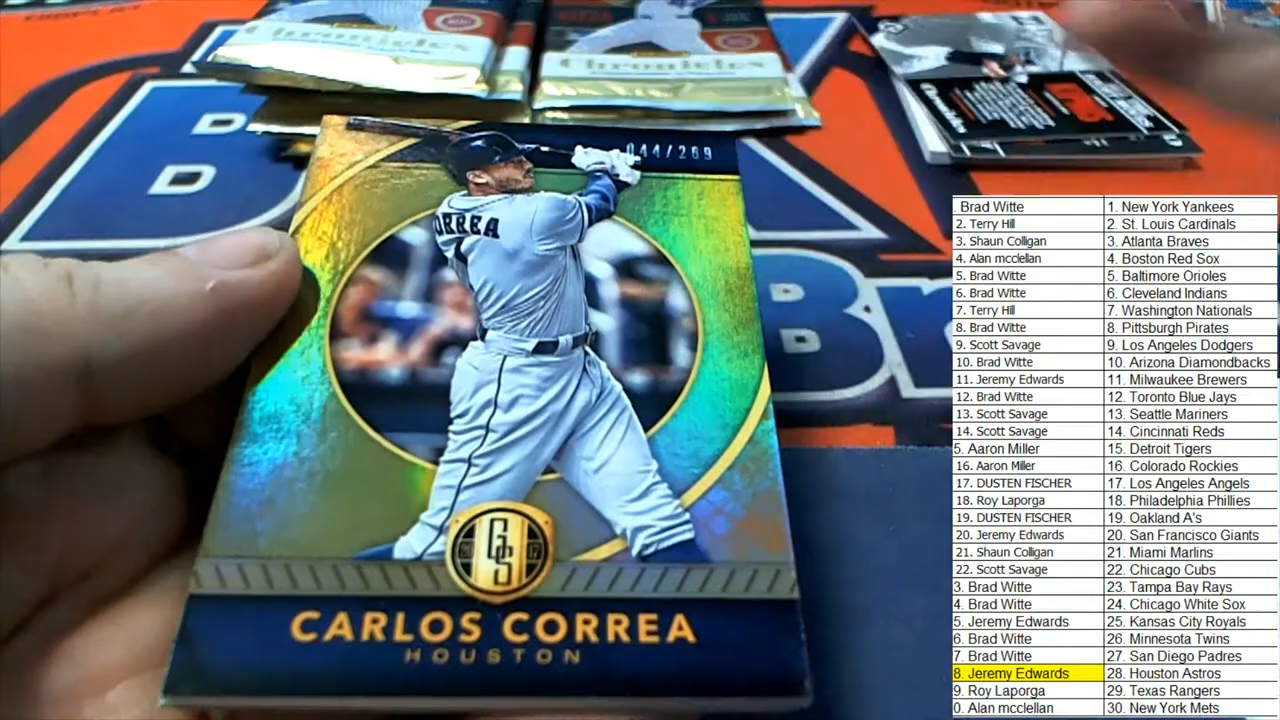 Chronicles
Chronicles
044/269
ORREA
GS
20 17
CARLOS CORREA
HOUSTON
Brad Witte 1. New York Yankees
2. Terry Hill 2. St. Louis Cardinals
3. Shaun Colligan 3. Atlanta Braves
4. Alan mcclellan 4. Boston Red Sox
5. Brad Witte 5. Baltimore Orioles
6. Brad Witte 6. Cleveland Indians
7. Terry Hill 7. Washington Nationals
8. Brad Witte 8. Pittsburgh Pirates
9. Scott Savage 9. Los Angeles Dodgers
10. Brad Witte 10. Arizona Diamondbacks
11. Jeremy Edwards 11. Milwaukee Brewers
12. Brad Witte 12. Toronto Blue Jays
13. Scott Savage 13. Seattle Mariners
14. Scott Savage 14. Cincinnati Reds
5. Aaron Miller 15. Detroit Tigers
16. Aaron Miller 16. Colorado Rockies
17. DUSTEN FISCHER 17. Los Angeles Angels
18. Roy Laporga 18. Philadelphia Phillies
19. DUSTEN FISCHER 19. Oakland A's
20. Jeremy Edwards 20. San Francisco Giants
21. Shaun Colligan 21. Miami Marlins
22. Scott Savage 22. Chicago Cubs
3. Brad Witte 23. Tampa Bay Rays
4. Brad Witte 24. Chicago White Sox
5. Jeremy Edwards 25. Kansas City Royals
6. Brad Witte 26. Minnesota Twins
7. Brad Witte 27. San Diego Padres
8. Jeremy Edwards 28. Houston Astros
9. Roy Laporga 29. Texas Rangers
0. Alan mcclellan 30. New York Mets